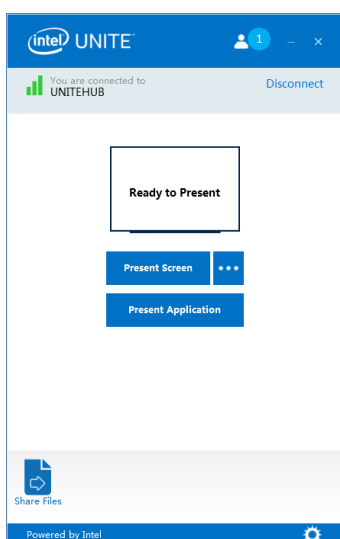 intel UNITE
1
You are connected to
UNITEHUB
Disconnect
Ready to Present
Present Screen
Present Application
Share Files
Powered by Intel